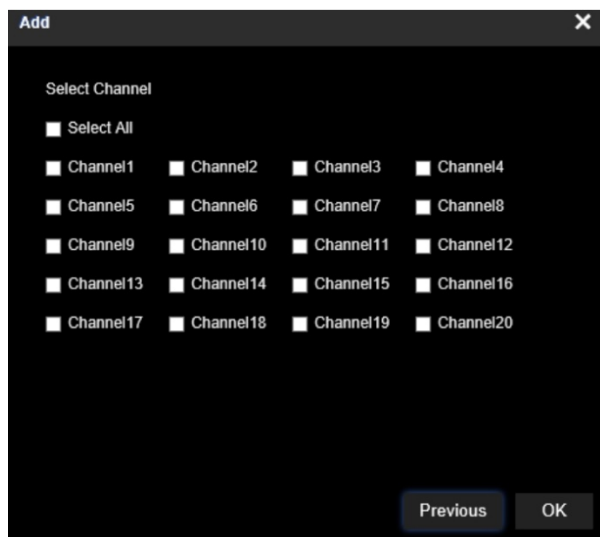 Add
Select Channel
Select All
Channel1 Channel2 Channel3 Channel4
Channel5 Channel6 Channel7 Channel8
Channel9 Channel10 Channel11 Channel12
Channel13 Channel14 Channel15 Channel16
Channel17 Channel18 Channel19 Channel20
Previous OK